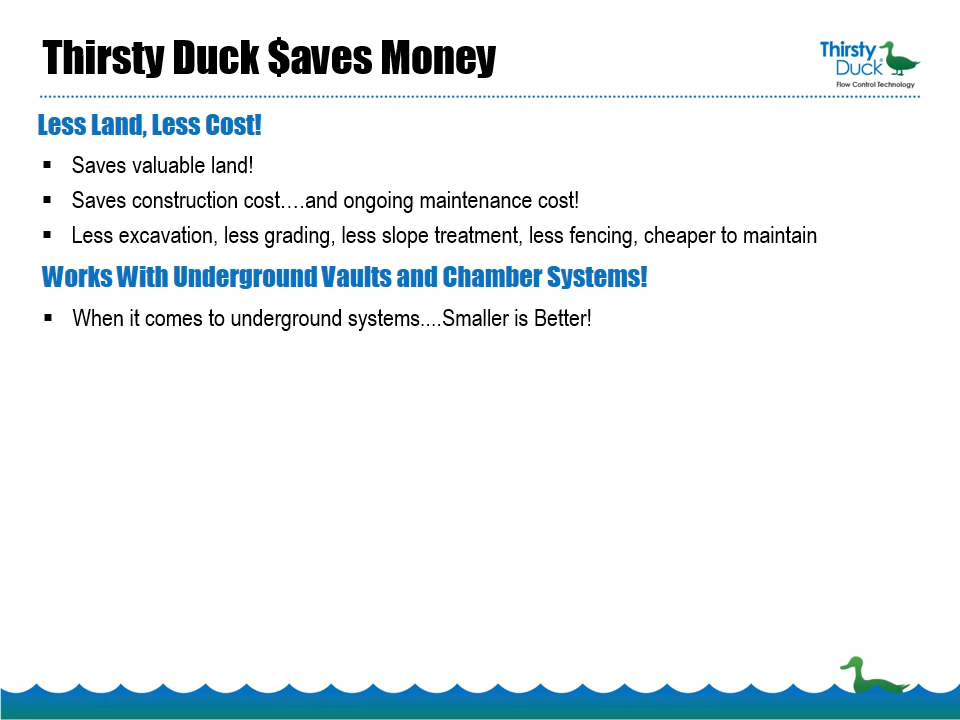 Thirsty Duck $aves Money
Thirsty
Duck®
Flow Control Technology
Less Land, Less Cost!
▪ Saves valuable land!
▪ Saves construction cost….and ongoing maintenance cost!
▪ Less excavation, less grading, less slope treatment, less fencing, cheaper to maintain
Works With Underground Vaults and Chamber Systems!
▪ When it comes to underground systems....Smaller is Better!